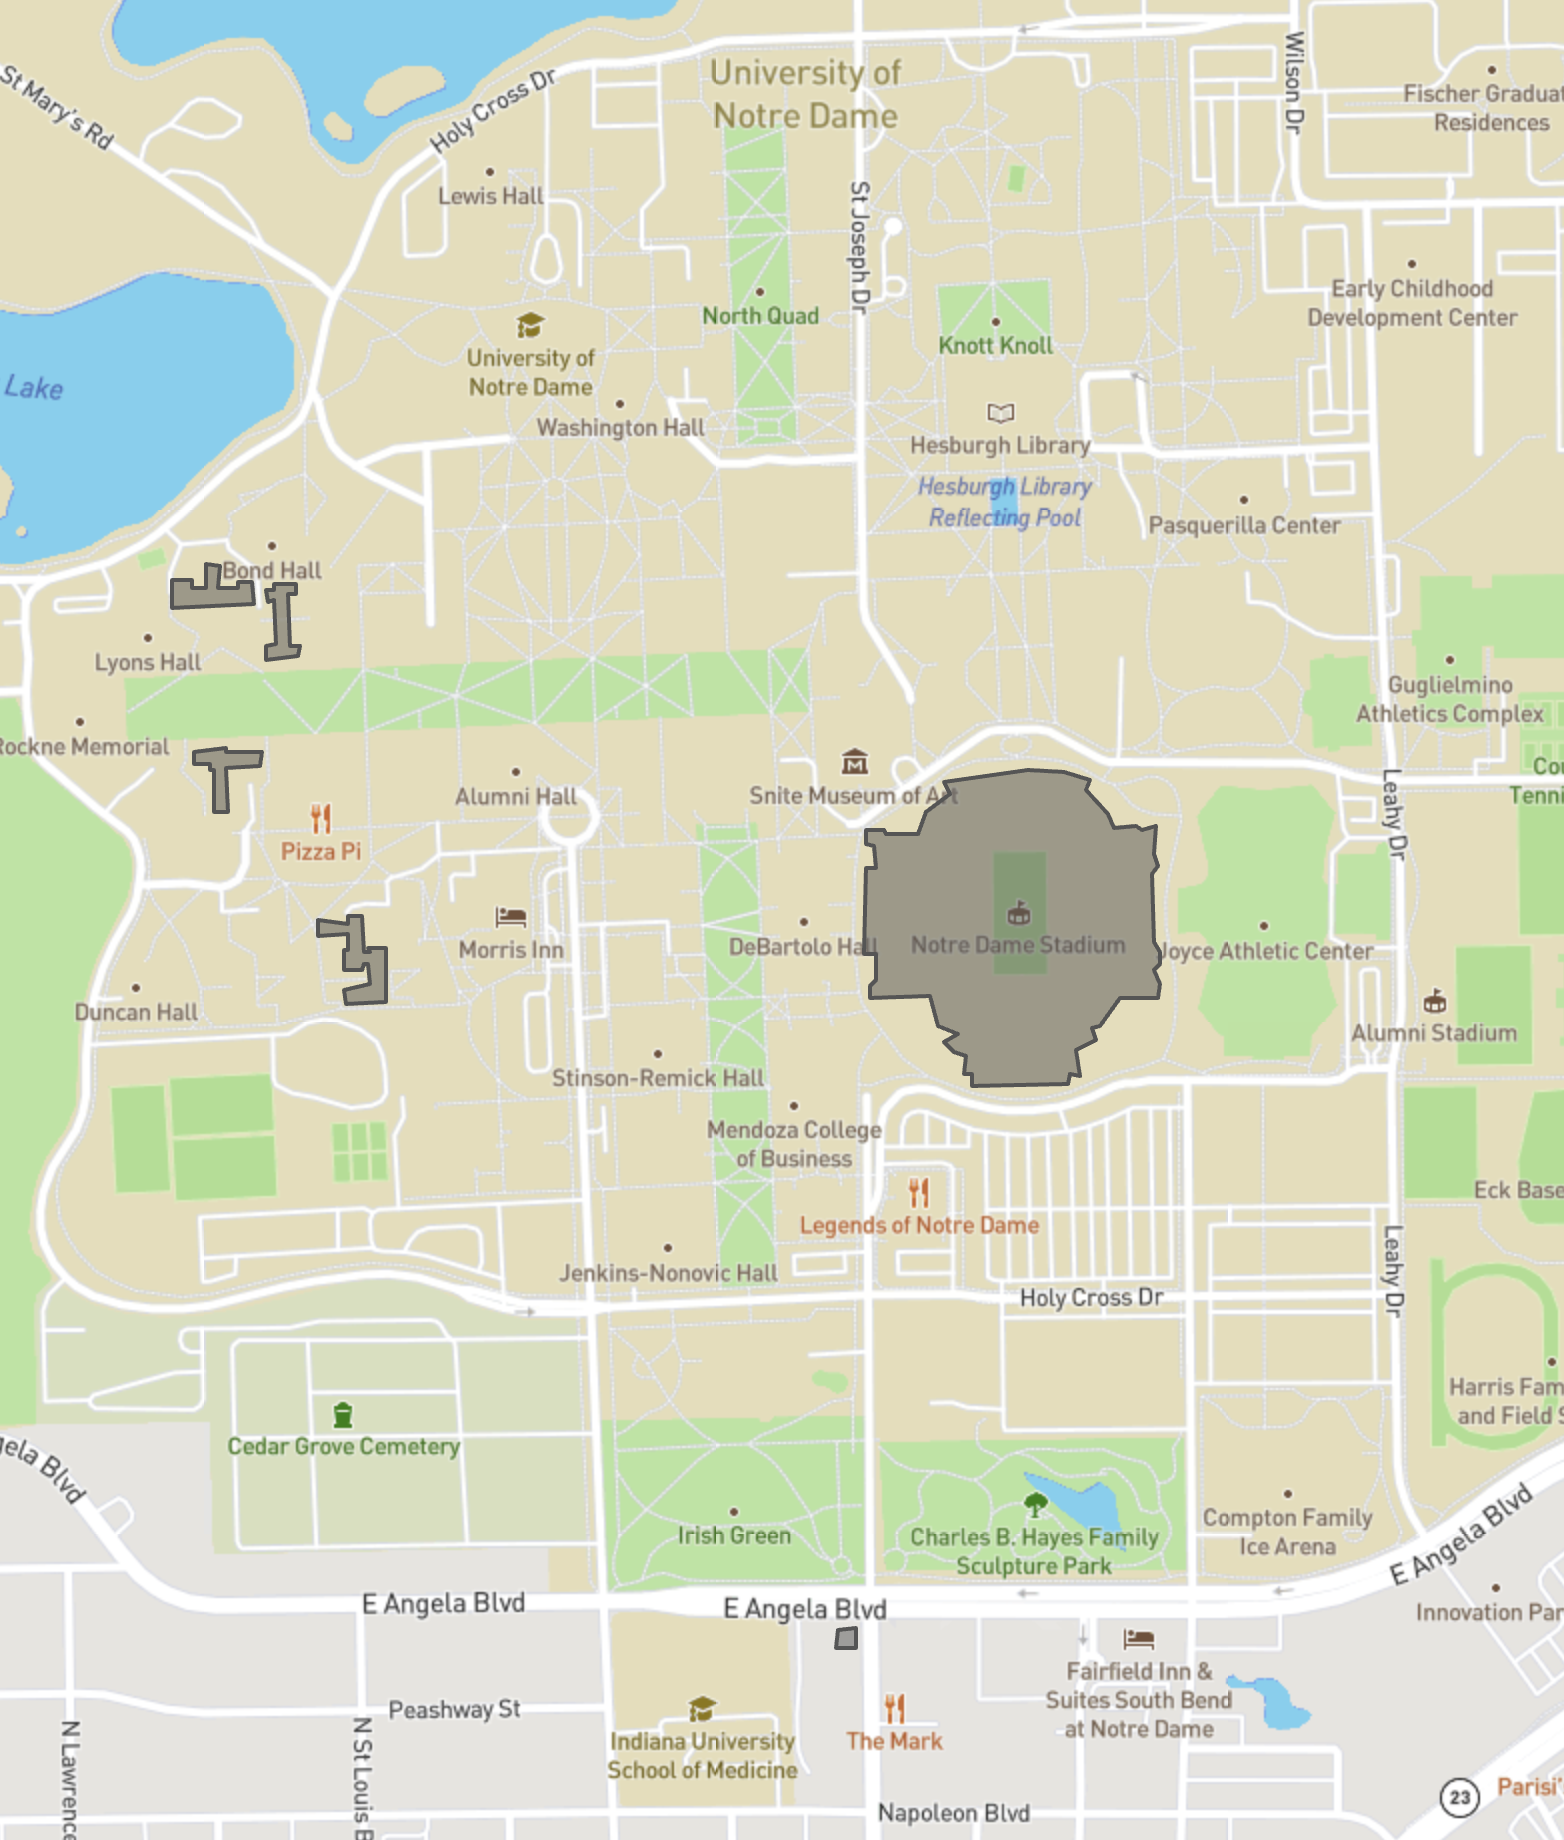 University of
Notre Dame
St Mary's Rd
Holy Cross Dr
Wilson Dr
Fischer Graduat
Residences
Lewis Hall
St Joseph Dr
Early Childhood
Development Center
North Quad
Knott Knoll
University of
Notre Dame
Lake
Washington Hall
Hesburgh Library
Hesburgh Library
Reflecting Pool
Pasquerilla Center
Bond Hall
Lyons Hall
Guglielmino
Athletics Complex
Rockne Memorial
Alumni Hall
Snite Museum of Art
Cou
Tennis
Leahy Dr
Pizza Pi
Morris Inn
DeBartolo Hall
Notre Dame Stadium
Joyce Athletic Center
Duncan Hall
Alumni Stadium
Stinson-Remick Hall
Mendoza College
of Business
Eck Base
Legends of Notre Dame
Leahy Dr
Jenkins-Nonovic Hall
Holy Cross Dr
Harris Fam
and Field S
Cedar Grove Cemetery
gela Blvd
Irish Green
Charles B. Hayes Family
Sculpture Park
Compton Family
Ice Arena
E Angela Blvd
E Angela Blvd
E Angela Blvd
Innovation Par
Fairfield Inn &
Suites South Bend
at Notre Dame
Peashway St
N Lawrence
N St Louis B
Indiana University
School of Medicine
The Mark
23
Parisi'
Napoleon Blvd